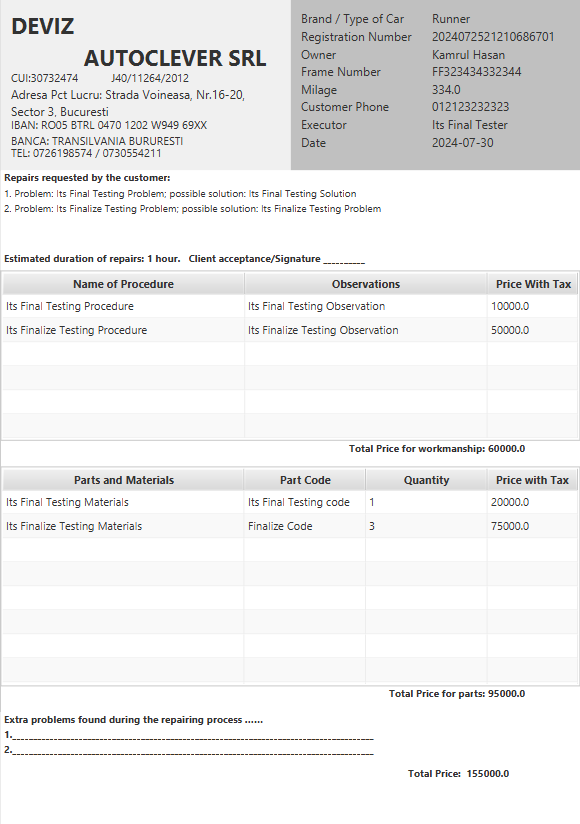 DEVIZ
AUTOCLEVER SRL
CUI:30732474 J40/11264/2012
Adresa Pct Lucru: Strada Voineasa, Nr.16-20,
Sector 3, Bucuresti
IBAN: RO05 BTRL 0470 1202 W949 69XX
BANCA: TRANSILVANIA BURURESTI
TEL: 0726198574 / 0730554211
Brand / Type of Car Runner
Registration Number 2024072521210686701
Owner Kamrul Hasan
Frame Number FF323434332344
Milage 334.0
Customer Phone 012123232323
Executor Its Final Tester
Date 2024-07-30
Repairs requested by the customer:
1. Problem: Its Final Testing Problem; possible solution: Its Final Testing Solution
2. Problem: Its Finalize Testing Problem; possible solution: Its Finalize Testing Problem
Estimated duration of repairs: 1 hour. Client acceptance/Signature __________
Name of Procedure Observations Price With Tax
Its Final Testing Procedure Its Final Testing Observation 10000.0
Its Finalize Testing Procedure Its Finalize Testing Observation 50000.0
Total Price for workmanship: 60000.0
Parts and Materials Part Code Quantity Price with Tax
Its Final Testing Materials Its Final Testing code 1 20000.0
Its Finalize Testing Materials Finalize Code 3 75000.0
Total Price for parts: 95000.0
Extra problems found during the repairing process ......
1.______________________________________________________________
2.______________________________________________________________
Total Price: 155000.0